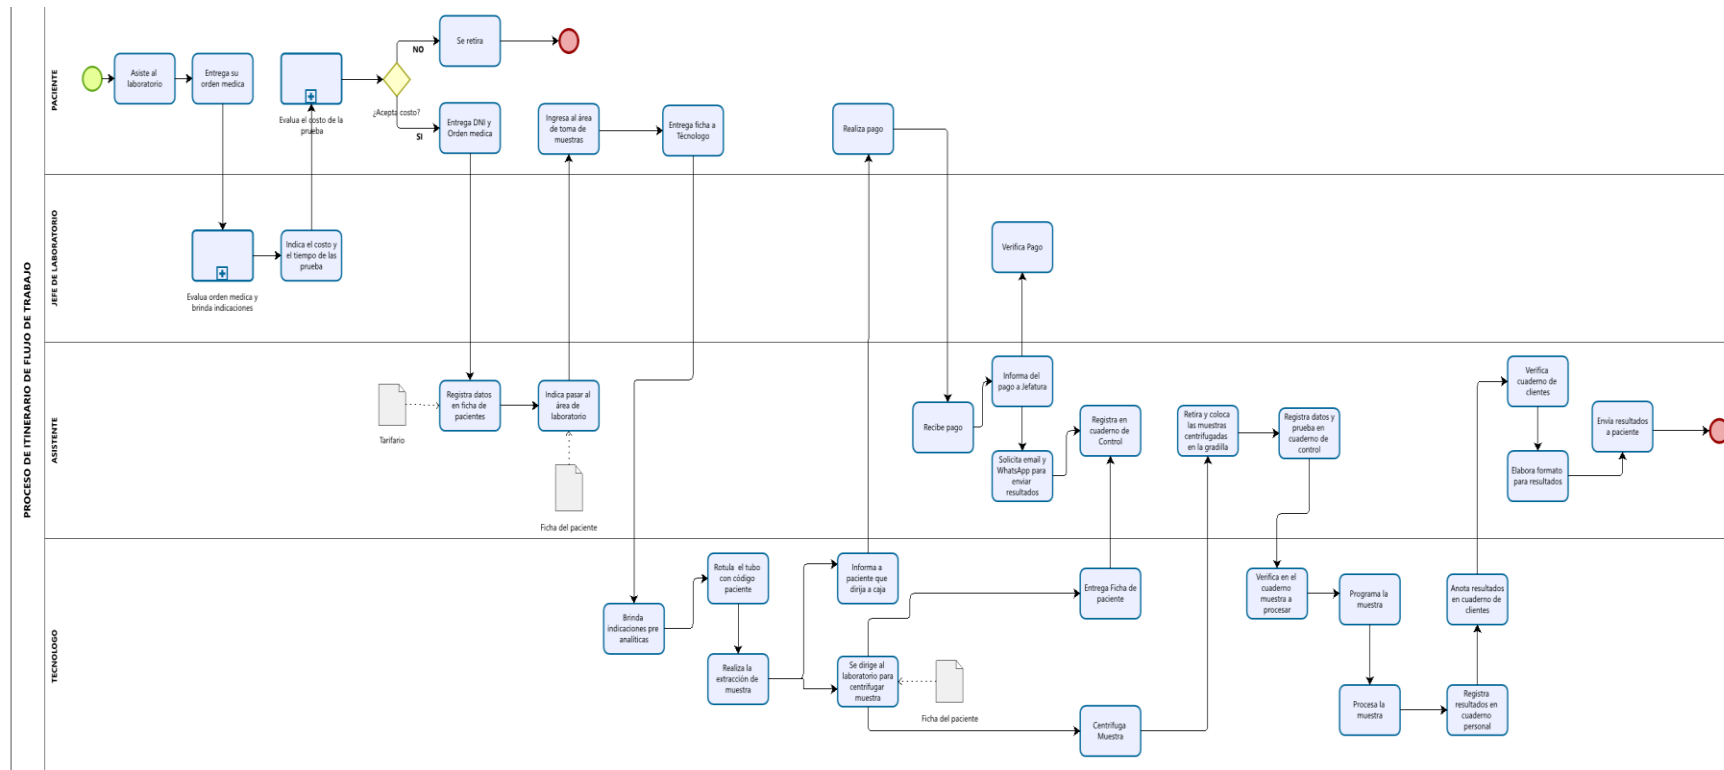 PROCESO DE ITINERARIO DE FLUJO DE TRABAJO
PACIENTE
Asiste al
laboratorio
Entrega su
orden medica
Evalua el costo de la
prueba
¿Acepta costo?
NO
Se retira
SI
Entrega DNI y
Orden medica
Ingresa al área
de toma de
muestras
Entrega ficha a
Técnologo
Realiza pago
JEFE DE LABORATORIO
Evalua orden medica y
brinda indicaciones
Indica el costo y
el tiempo de las
prueba
Verifica Pago
ASISTENTE
Tarifario
Registra datos
en ficha de
pacientes
Indica pasar al
área de
laboratorio
Ficha del paciente
Recibe pago
Informa del
pago a Jefatura
Solicita email y
WhatsApp para
enviar
resultados
Registra en
cuaderno de
Control
Retira y coloca
las muestras
centrifugadas
en la gradilla
Registra datos y
prueba en
cuaderno de
control
Verifica
cuaderno de
clientes
Elabora formato
para resultados
Envía resultados
a paciente
TECNOLOGO
Brinda
indicaciones pre
analíticas
Rotula el tubo
con código
paciente
Realiza la
extracción de
muestra
Informa a
paciente que
dirija a caja
Se dirige al
laboratorio para
centrifugar
muestra
Ficha del paciente
Entrega Ficha de
paciente
Centrifuga
Muestra
Verifica en el
cuaderno
muestra a
procesar
Programa la
muestra
Procesa la
muestra
Registra
resultados en
cuaderno
personal
Anota resultados
en cuaderno de
clientes